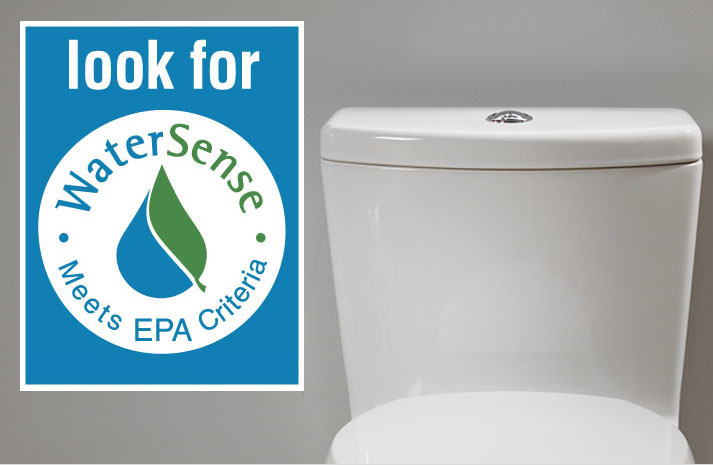 look for
WaterSense
• Meets EPA Criteria •